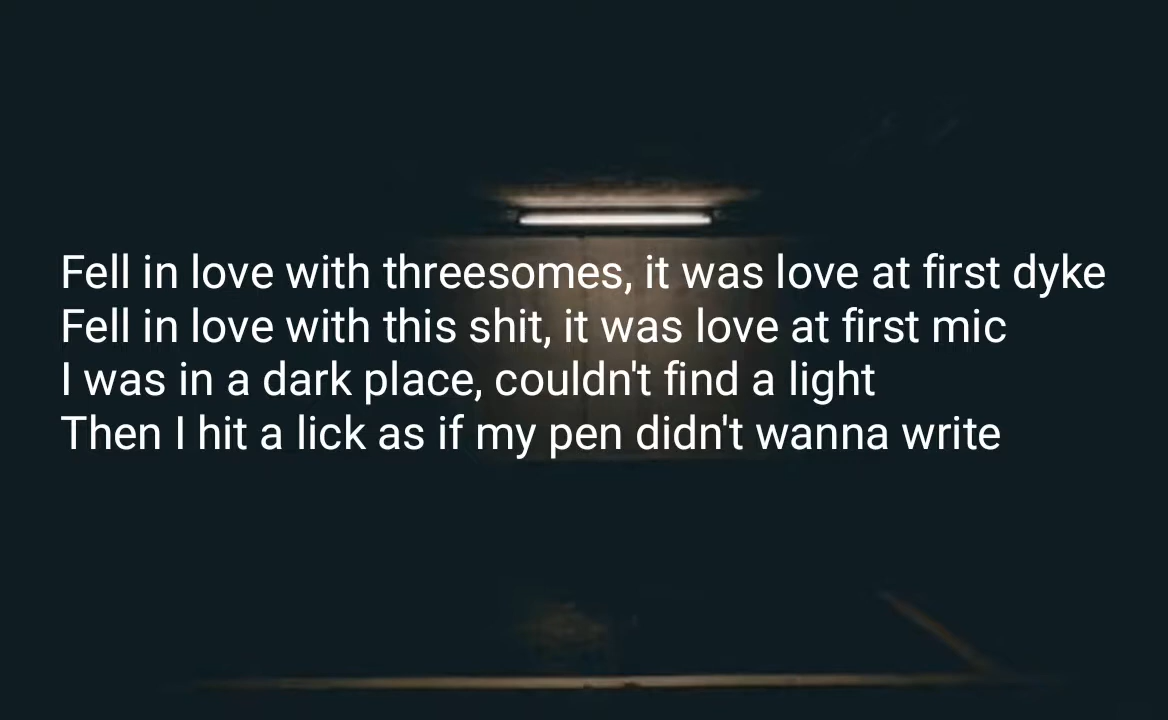 Fell in love with threesomes, it was love at first dyke
Fell in love with this shit, it was love at first mic
I was in a dark place, couldn't find a light
Then I hit a lick as if my pen didn't wanna write